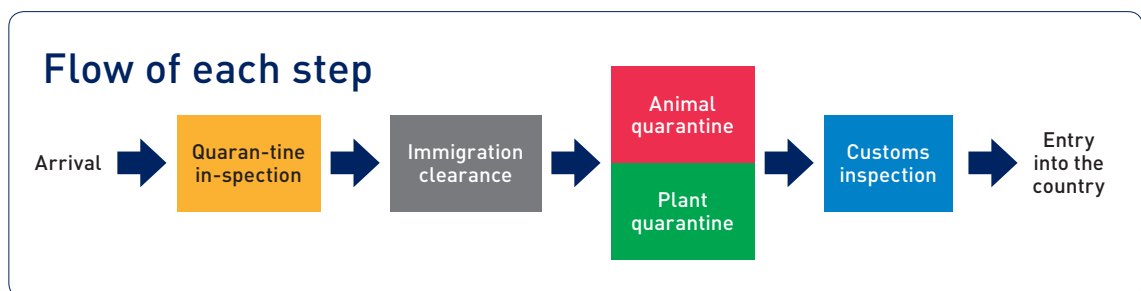 Flow of each step
Arrival
Quaran-tine
in-spection
Immigration
clearance
Animal
quarantine
Plant
quarantine
Customs
inspection
Entry
into the
country